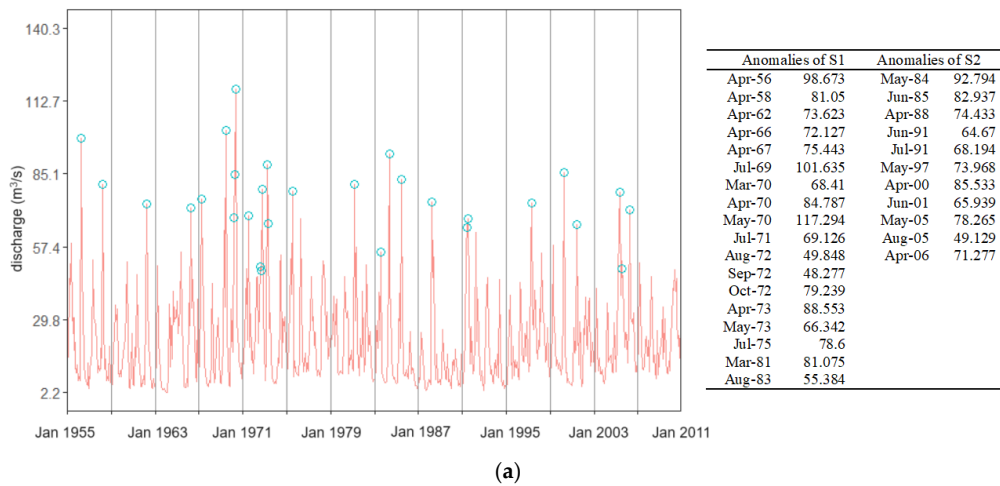 140.3
112.7
85.1
57.4
29.8
2.2
discharge (m³/s)
Jan 1955 Jan 1963 Jan 1971 Jan 1979 Jan 1987 Jan 1995 Jan 2003 Jan 2011
Anomalies of S1 Anomalies of S2
Apr-56 98.673 May-84 92.794
Apr-58 81.05 Jun-85 82.937
Apr-62 73.623 Apr-88 74.433
Apr-66 72.127 Jun-91 64.67
Apr-67 75.443 Jul-91 68.194
Jul-69 101.635 May-97 73.968
Mar-70 68.41 Apr-00 85.533
Apr-70 84.787 Jun-01 65.939
May-70 117.294 May-05 78.265
Jul-71 69.126 Aug-05 49.129
Aug-72 49.848 Apr-06 71.277
Sep-72 48.277
Oct-72 79.239
Apr-73 88.553
May-73 66.342
Jul-75 78.6
Mar-81 81.075
Aug-83 55.384
(a)